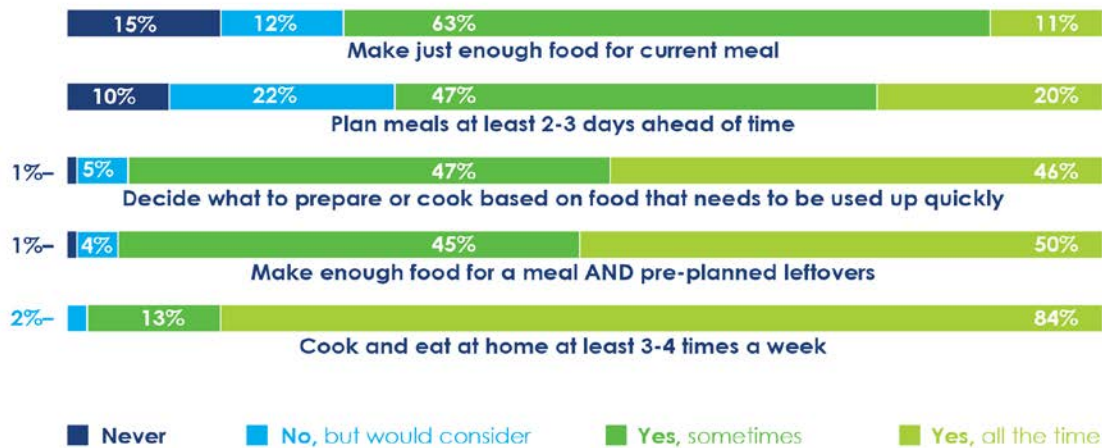 15% 12% 63% 11%
Make just enough food for current meal
10% 22% 47% 20%
Plan meals at least 2-3 days ahead of time
1%– 5% 47% 46%
Decide what to prepare or cook based on food that needs to be used up quickly
1%– 4% 45% 50%
Make enough food for a meal AND pre-planned leftovers
2%– 13% 84%
Cook and eat at home at least 3-4 times a week
Never No, but would consider Yes, sometimes Yes, all the time